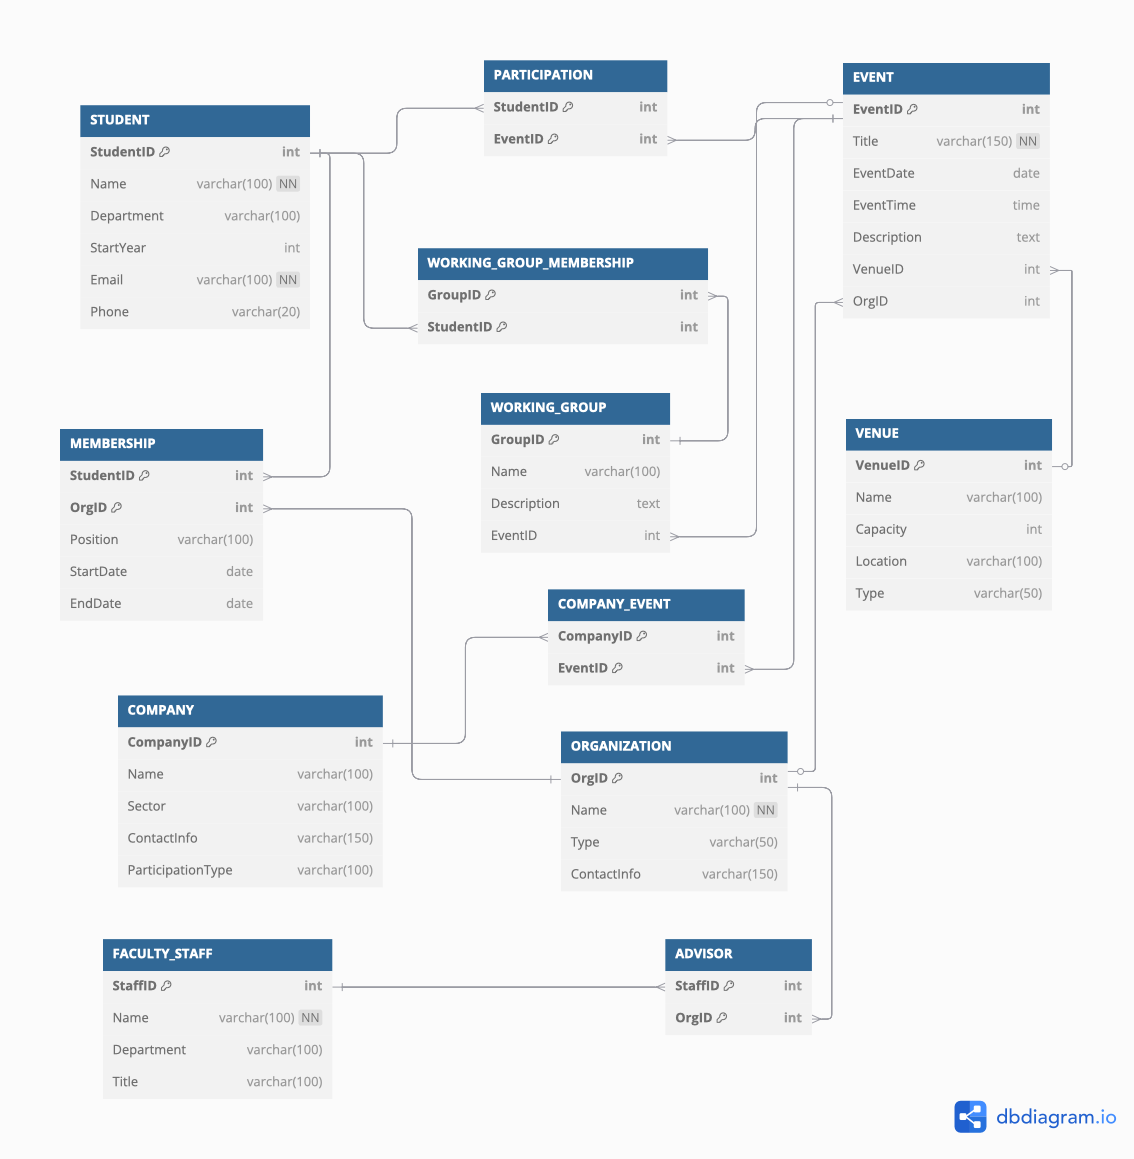 PARTICIPATION
StudentID int
EventID int
EVENT
EventID int
Title varchar(150) NN
EventDate date
EventTime time
Description text
VenueID int
OrgID int
STUDENT
StudentID int
Name varchar(100) NN
Department varchar(100)
StartYear int
Email varchar(100) NN
Phone varchar(20)
WORKING_GROUP_MEMBERSHIP
GroupID int
StudentID int
WORKING_GROUP
GroupID int
Name varchar(100)
Description text
EventID int
VENUE
VenueID int
Name varchar(100)
Capacity int
Location varchar(100)
Type varchar(50)
MEMBERSHIP
StudentID int
OrgID int
Position varchar(100)
StartDate date
EndDate date
COMPANY_EVENT
CompanyID int
EventID int
COMPANY
CompanyID int
Name varchar(100)
Sector varchar(100)
ContactInfo varchar(150)
ParticipationType varchar(100)
ORGANIZATION
OrgID int
Name varchar(100) NN
Type varchar(50)
ContactInfo varchar(150)
FACULTY_STAFF
StaffID int
Name varchar(100) NN
Department varchar(100)
Title varchar(100)
ADVISOR
StaffID int
OrgID int
dbdiagram.io